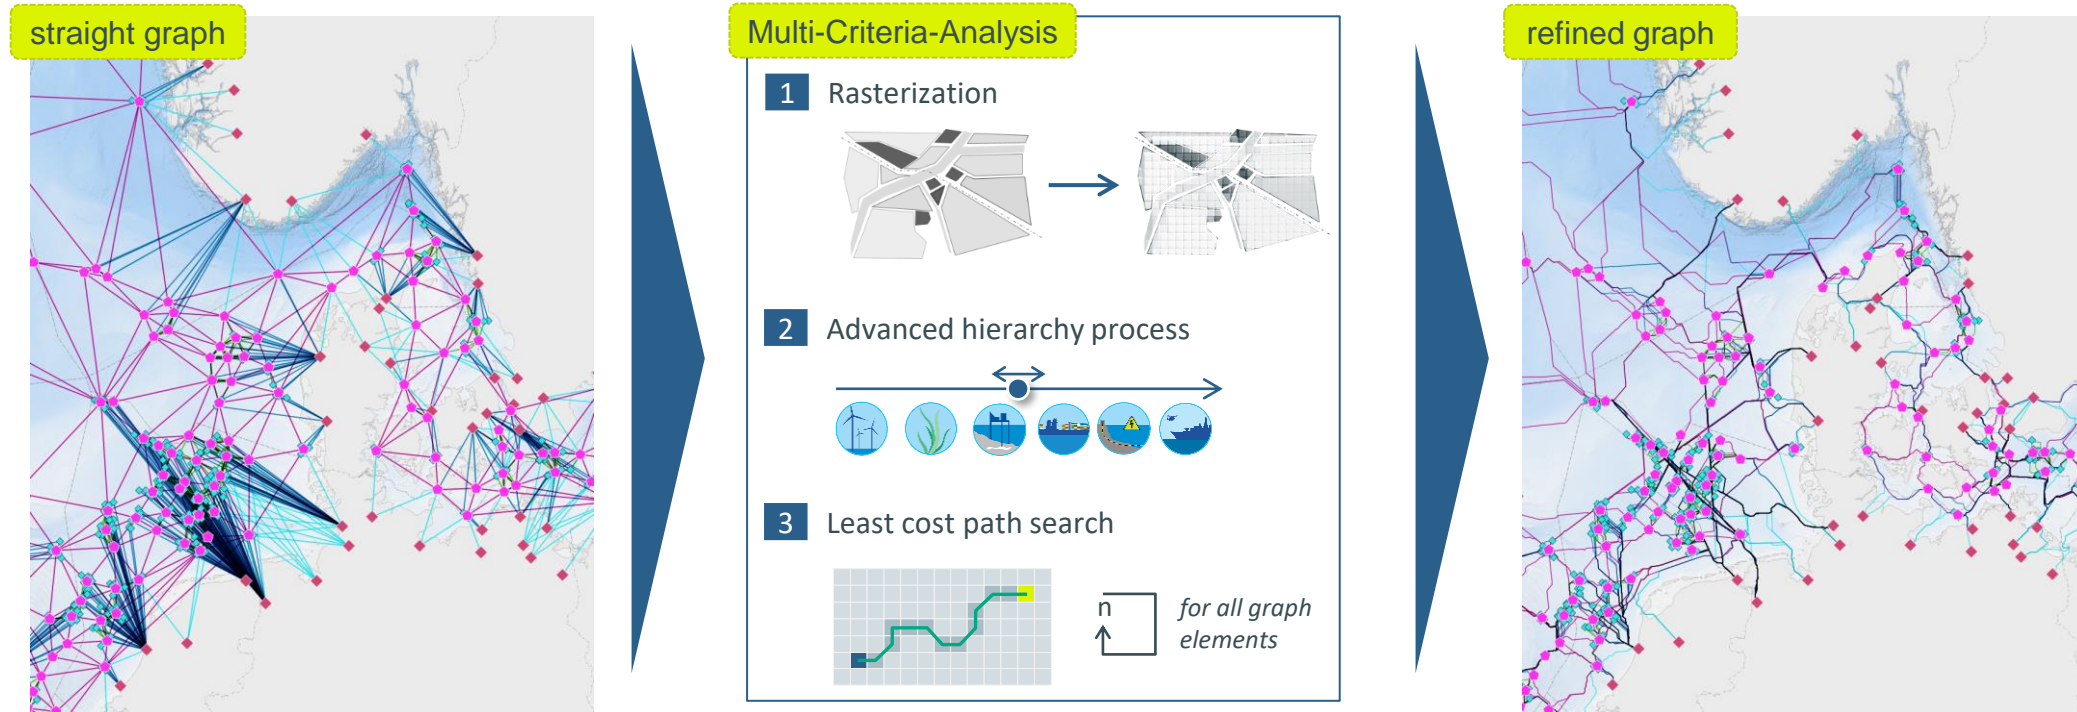 straight graph
Multi-Criteria-Analysis
1 Rasterization
2 Advanced hierarchy process
3 Least cost path search
n
for all graph
elements
refined graph